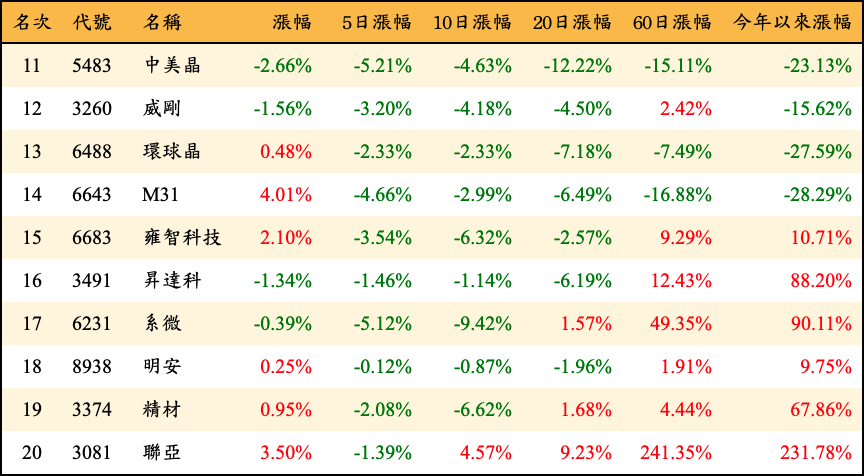 名次 代號 名稱 漲幅 5日漲幅 10日漲幅 20日漲幅 60日漲幅 今年以來漲幅
11 5483 中美晶 -2.66% -5.21% -4.63% -12.22% -15.11% -23.13%
12 3260 威剛 -1.56% -3.20% -4.18% -4.50% 2.42% -15.62%
13 6488 環球晶 0.48% -2.33% -2.33% -7.18% -7.49% -27.59%
14 6643 M31 4.01% -4.66% -2.99% -6.49% -16.88% -28.29%
15 6683 雍智科技 2.10% -3.54% -6.32% -2.57% 9.29% 10.71%
16 3491 昇達科 -1.34% -1.46% -1.14% -6.19% 12.43% 88.20%
17 6231 系微 -0.39% -5.12% -9.42% 1.57% 49.35% 90.11%
18 8938 明安 0.25% -0.12% -0.87% -1.96% 1.91% 9.75%
19 3374 精材 0.95% -2.08% -6.62% 1.68% 4.44% 67.86%
20 3081 聯亞 3.50% -1.39% 4.57% 9.23% 241.35% 231.78%